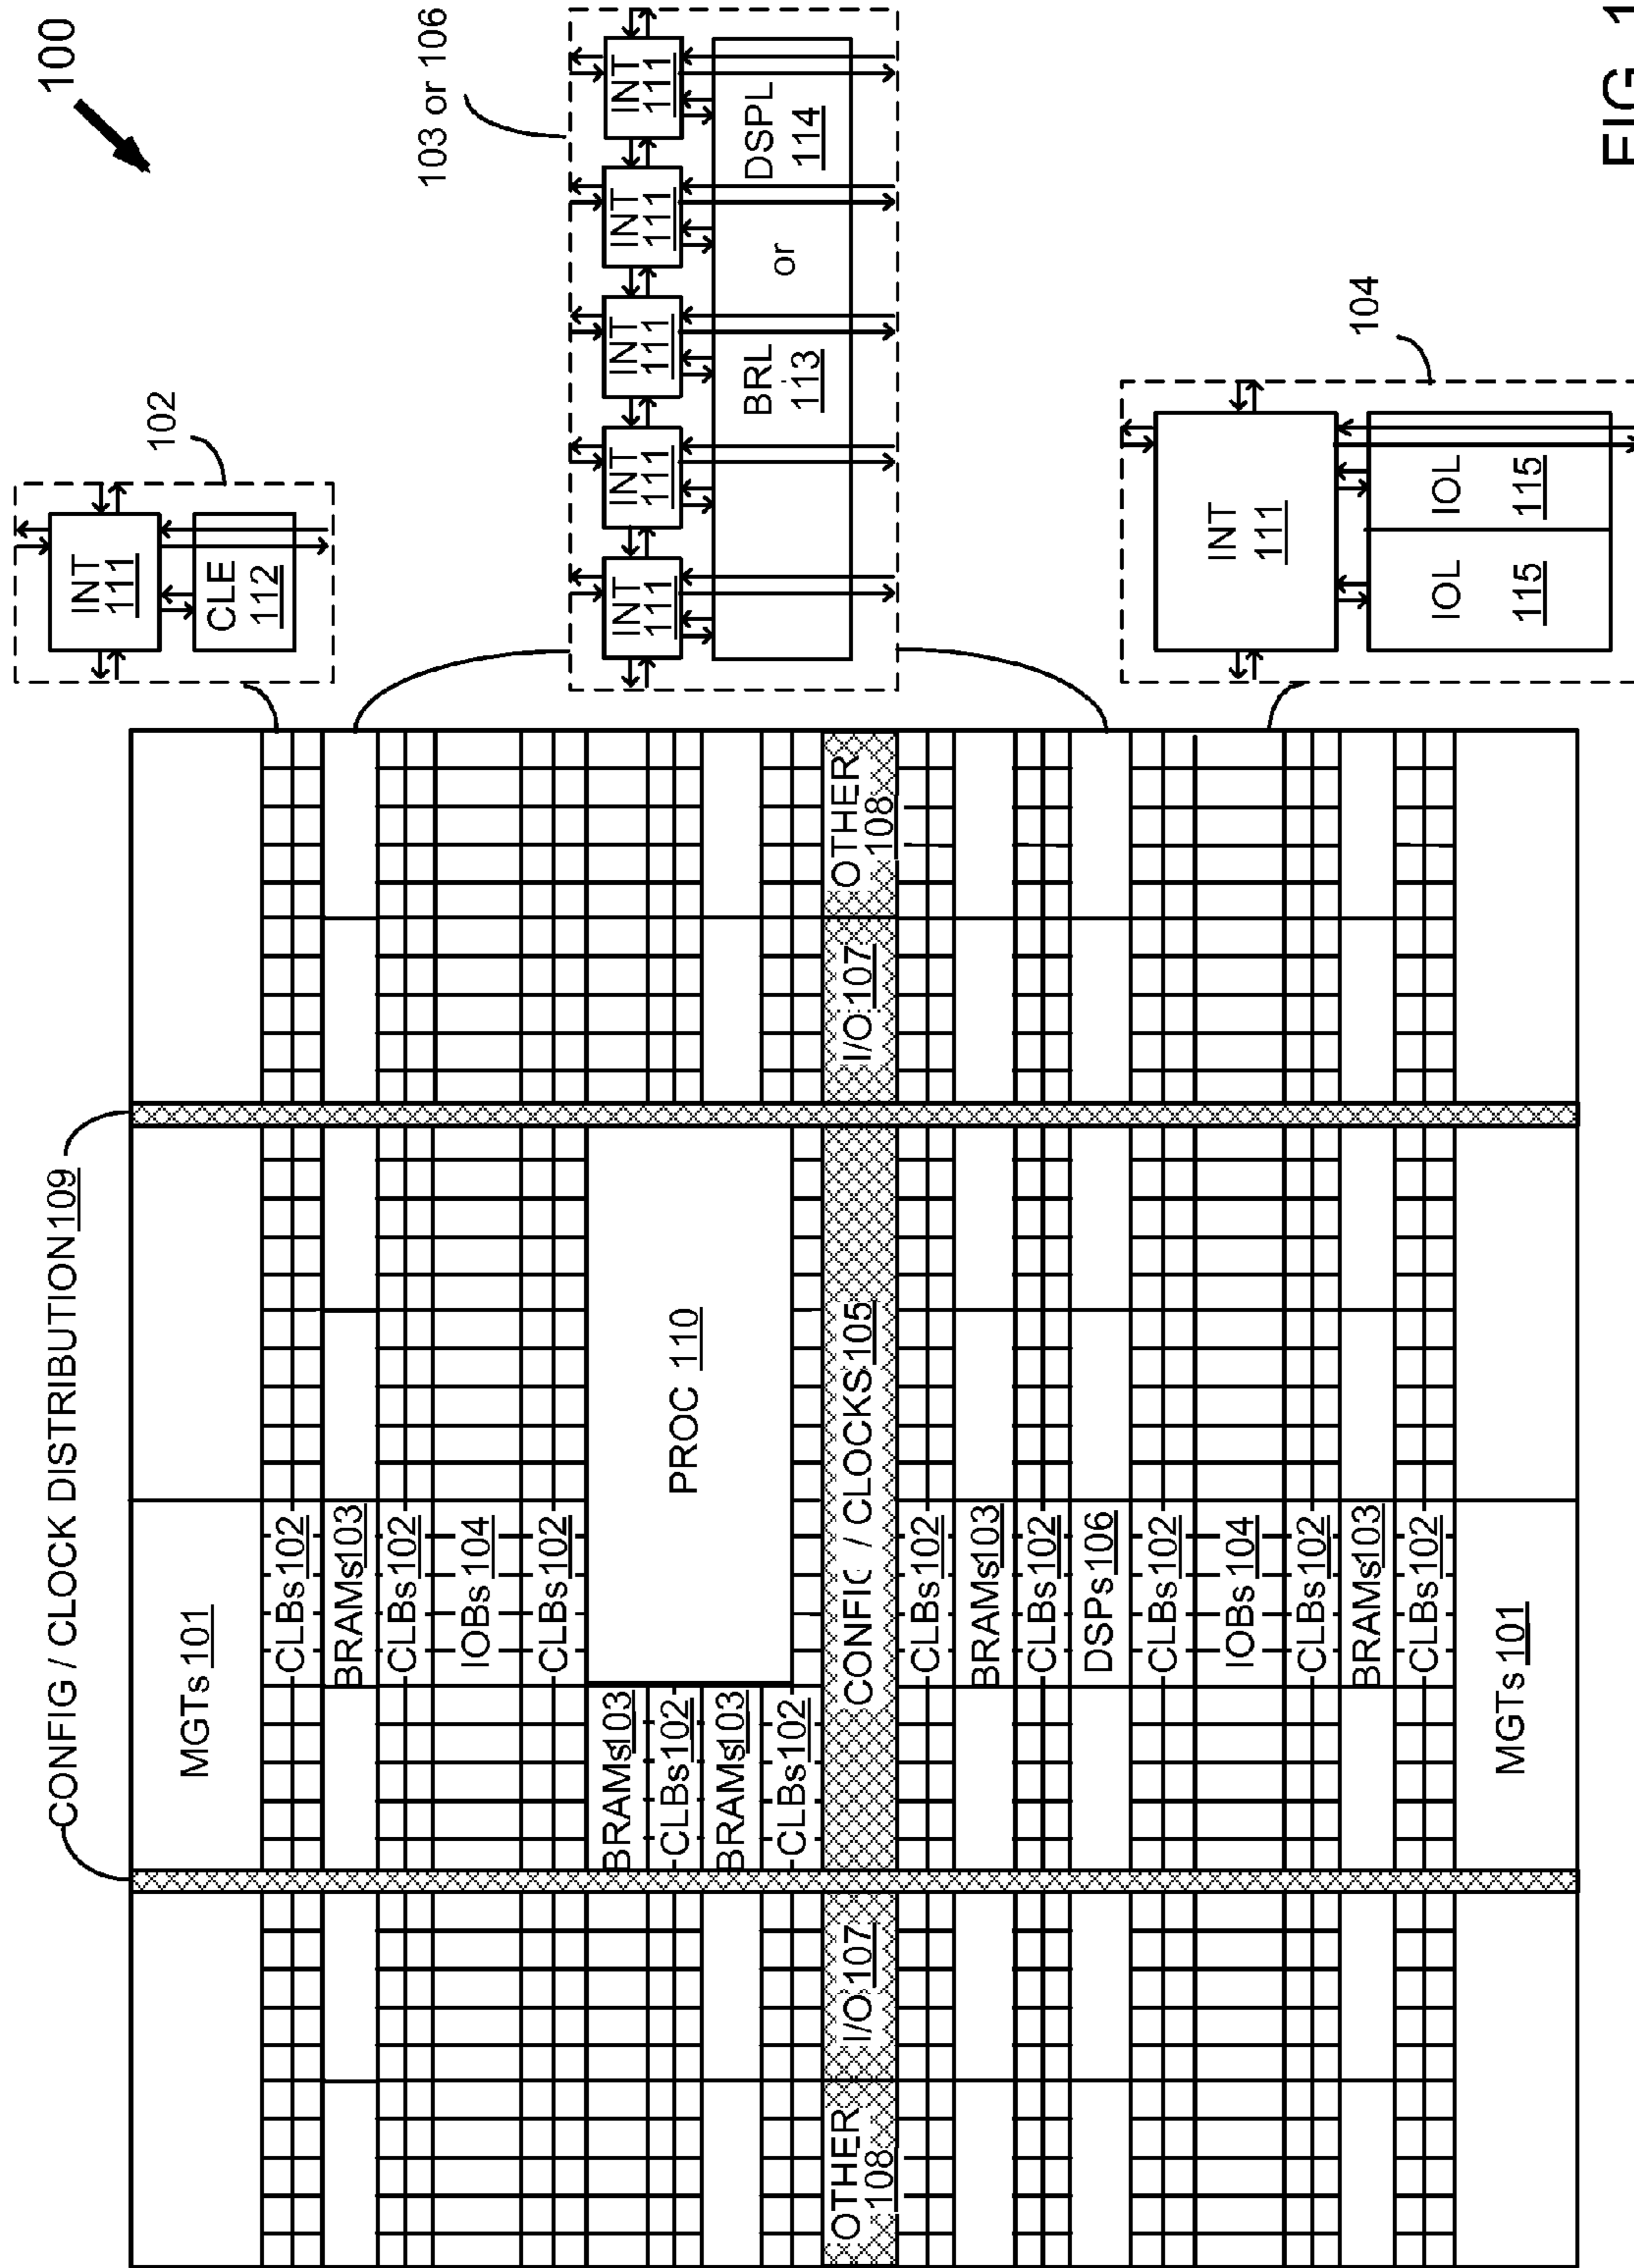 100
CONFIG / CLOCK DISTRIBUTION 109
MGTs 101
CLBs 102
BRAMs 103
CLBs 102
IOBs 104
CLBs 102
BRAMs 103
CLBs 102
BRAMs 103
CLBs 102
PROC 110
OTHER
108
I/O 107
CONFIG / CLOCKS 105
I/O 107
OTHER
108
CLBs 102
BRAMs 103
CLBs 102
DSPs 106
CLBs 102
IOBs 104
CLBs 102
BRAMs 103
CLBs 102
MGTs 101
102
INT
111
CLE
112
103 or 106
INT
111
INT
111
INT
111
INT
111
INT
111
BRL
113
or
DSPL
114
104
INT
111
IOL
115
IOL
115
FIG. 1